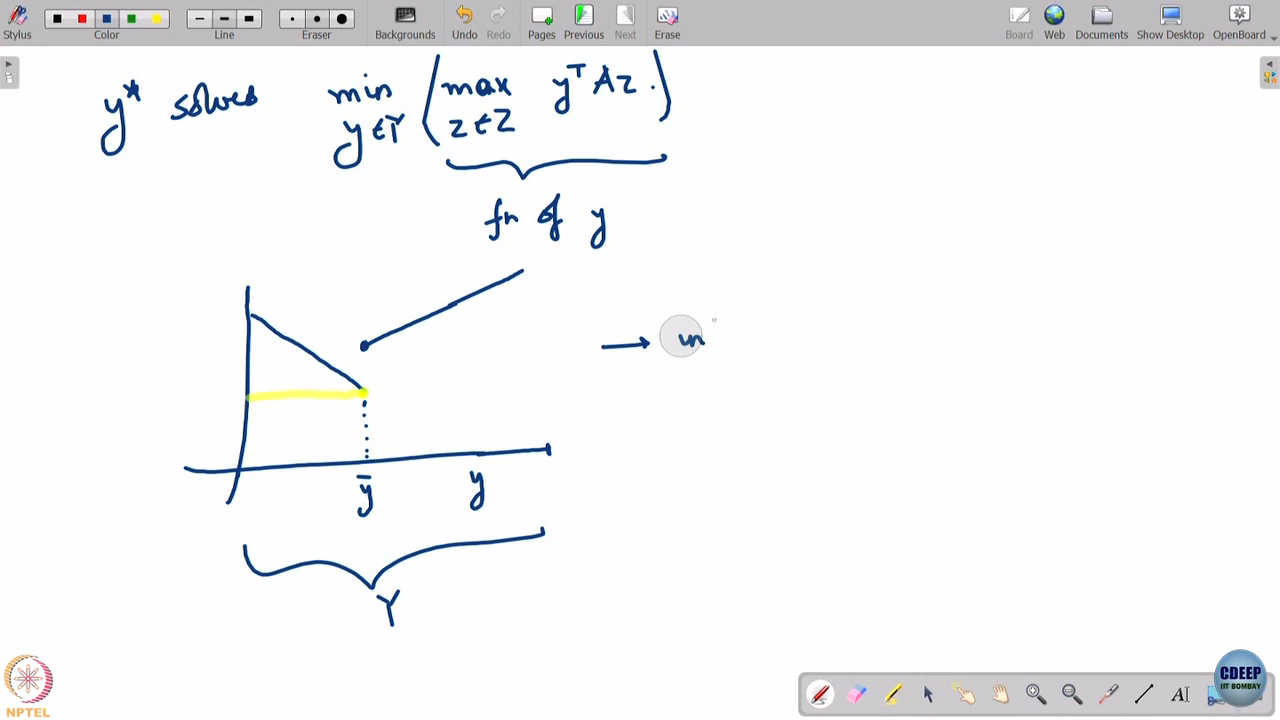 Stylus Color Line Eraser Backgrounds Undo Redo Pages Previous Next Erase Board Web Documents Show Desktop OpenBoard
y* solves min ( max yᵀ A z . )
y ∈ Y z ∈ Z
fn of y
ȳ y
Y
NPTEL
CDEEP
IIT BOMBAY